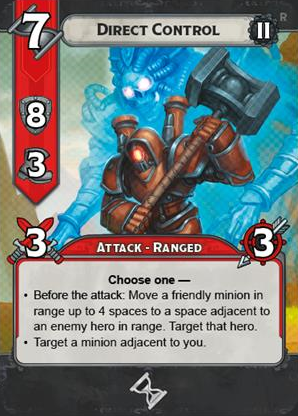 7
DIRECT CONTROL
II
R
8
3
3
ATTACK - RANGED
3
Choose one —
• Before the attack: Move a friendly minion in
range up to 4 spaces to a space adjacent to
an enemy hero in range. Target that hero.
• Target a minion adjacent to you.